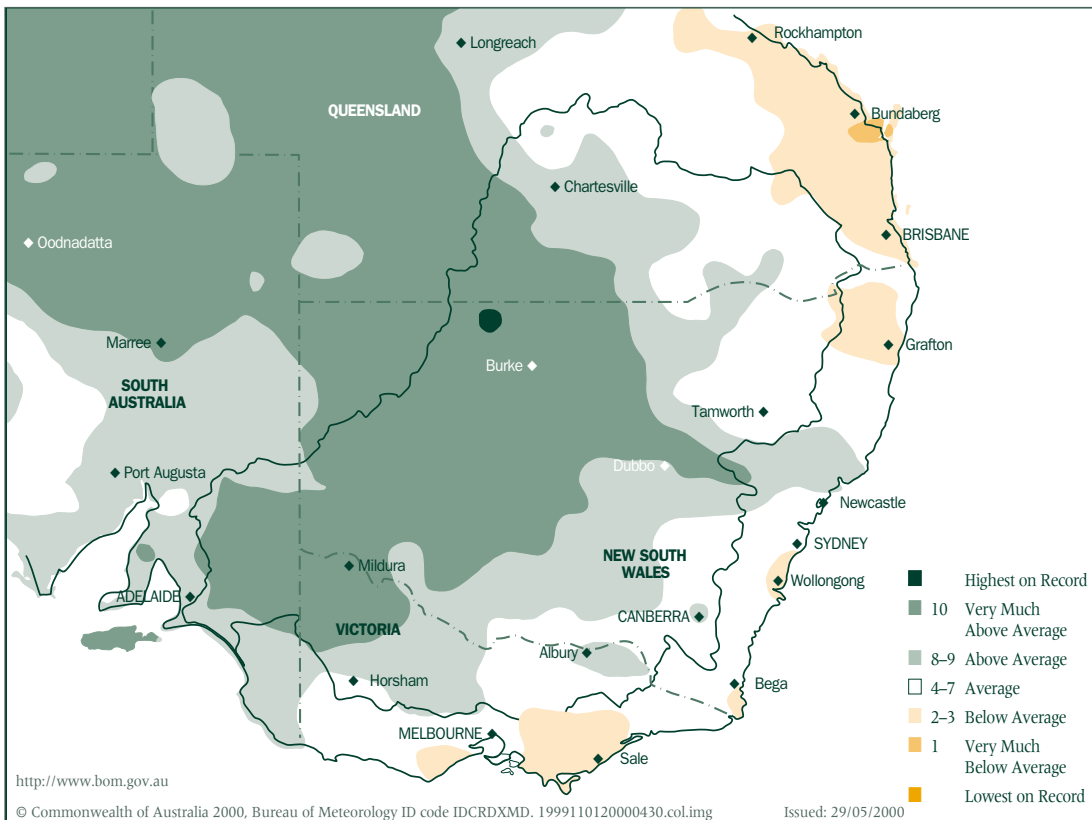 Rockhampton
Longreach
QUEENSLAND
Bundaberg
Chartesville
Oodnadatta
BRISBANE
Marree
Burke
Grafton
SOUTH
AUSTRALIA
Tamworth
Port Augusta
Dubbo
Newcastle
SYDNEY
NEW SOUTH
WALES
Mildura
Wollongong
ADELAIDE
CANBERRA
VICTORIA
Albury
Horsham
Bega
MELBOURNE
Sale
Highest on Record
10 Very Much
Above Average
8–9 Above Average
4–7 Average
2–3 Below Average
1 Very Much
Below Average
Lowest on Record
http://www.bom.gov.au
© Commonwealth of Australia 2000, Bureau of Meteorology ID code IDCRDXMD. 1999110120000430.col.img Issued: 29/05/2000